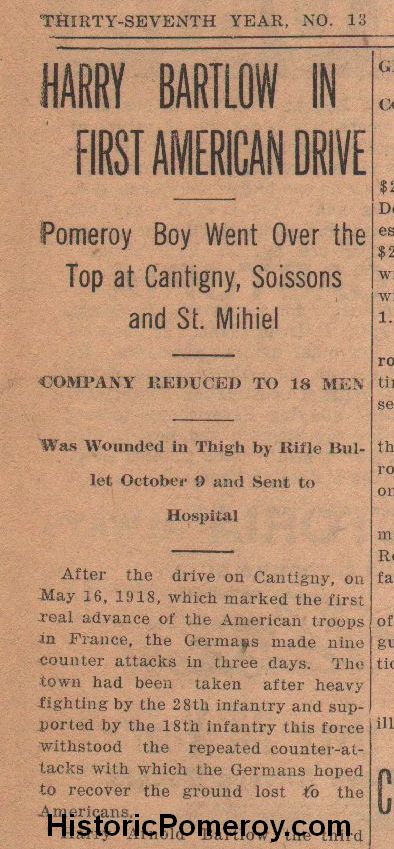 THIRTY-SEVENTH YEAR, NO. 13
HARRY BARTLOW IN
FIRST AMERICAN DRIVE
Pomeroy Boy Went Over the
Top at Cantigny, Soissons
and St. Mihiel
COMPANY REDUCED TO 18 MEN
Was Wounded in Thigh by Rifle Bul-
let October 9 and Sent to
Hospital
After the drive on Cantigny, on
May 16, 1918, which marked the first
real advance of the American troops
in France, the Germans made nine
counter attacks in three days. The
town had been taken after heavy
fighting by the 28th infantry and sup-
ported by the 18th infantry this force
withstood the repeated counter-at-
tacks with which the Germans hoped
to recover the ground lost to the
Americans.
Harry Arnold Bartlow, the third
HistoricPomeroy.com